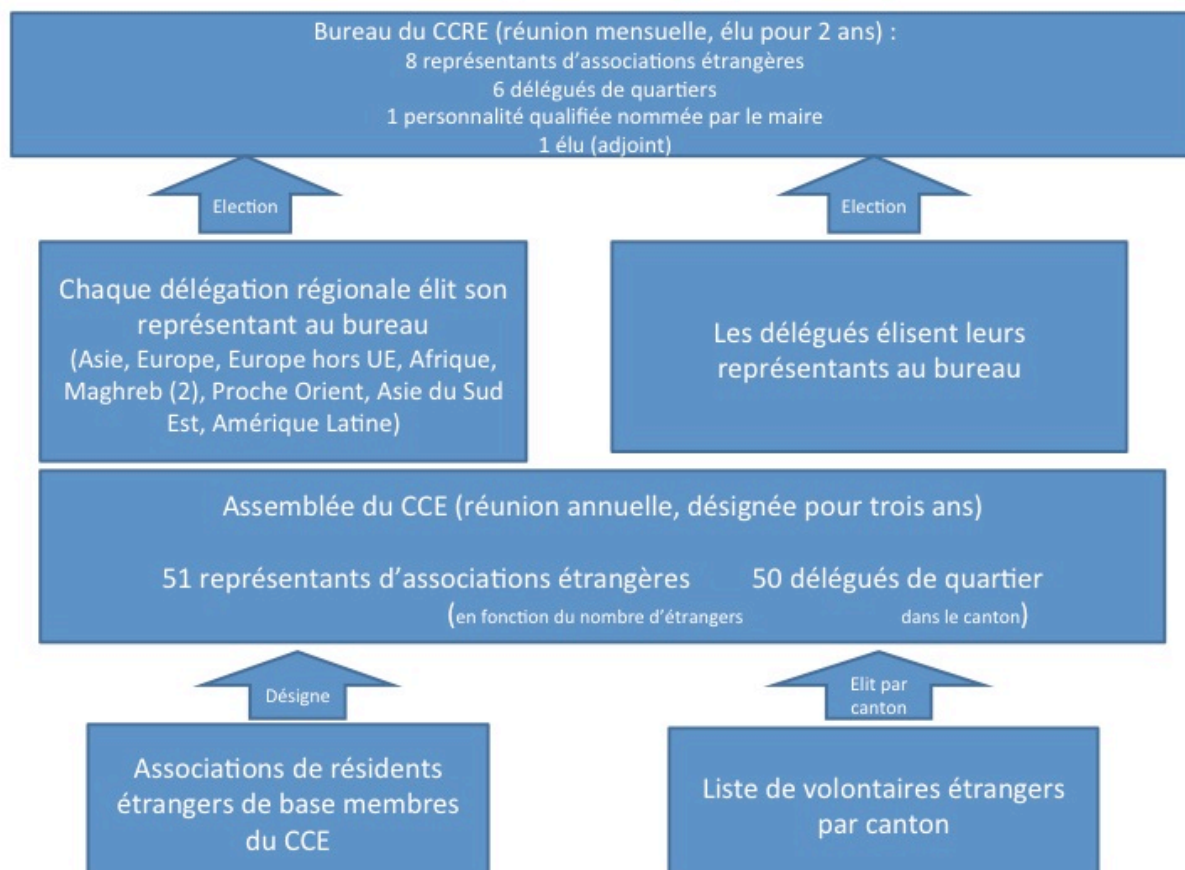 Bureau du CCRE (réunion mensuelle, élu pour 2 ans) :
8 représentants d’associations étrangères
6 délégués de quartiers
1 personnalité qualifiée nommée par le maire
1 élu (adjoint)
Election
Election
Chaque délégation régionale élit son
représentant au bureau
(Asie, Europe, Europe hors UE, Afrique,
Maghreb (2), Proche Orient, Asie du Sud
Est, Amérique Latine)
Les délégués élisent leurs
représentants au bureau
Assemblée du CCE (réunion annuelle, désignée pour trois ans)
51 représentants d’associations étrangères 50 délégués de quartier
(en fonction du nombre d’étrangers dans le canton)
Désigne
Elit par
canton
Associations de résidents
étrangers de base membres
du CCE
Liste de volontaires étrangers
par canton